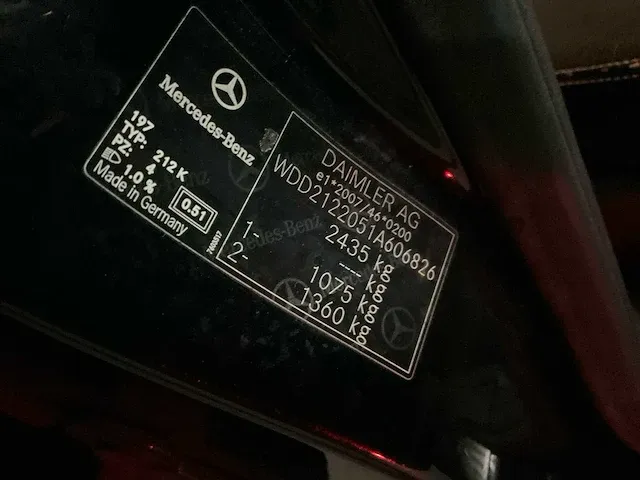 Mercedes-Benz
197
TYP: 212 K
PZ: 4
1.0 %
0.51
Made in Germany
DAIMLER AG
e1*2007/46*0200
WDD2122051A606826
2435 kg
---- kg
1- 1075 kg
2- 1360 kg